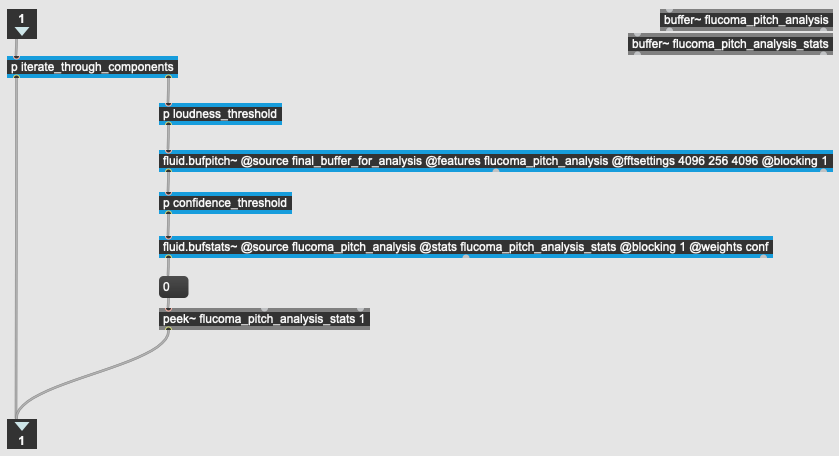 1
buffer~ flucoma_pitch_analysis
buffer~ flucoma_pitch_analysis_stats
p iterate_through_components
p loudness_threshold
fluid.bufpitch~ @source final_buffer_for_analysis @features flucoma_pitch_analysis @fftsettings 4096 256 4096 @blocking 1
p confidence_threshold
fluid.bufstats~ @source flucoma_pitch_analysis @stats flucoma_pitch_analysis_stats @blocking 1 @weights conf
0
peek~ flucoma_pitch_analysis_stats 1
1